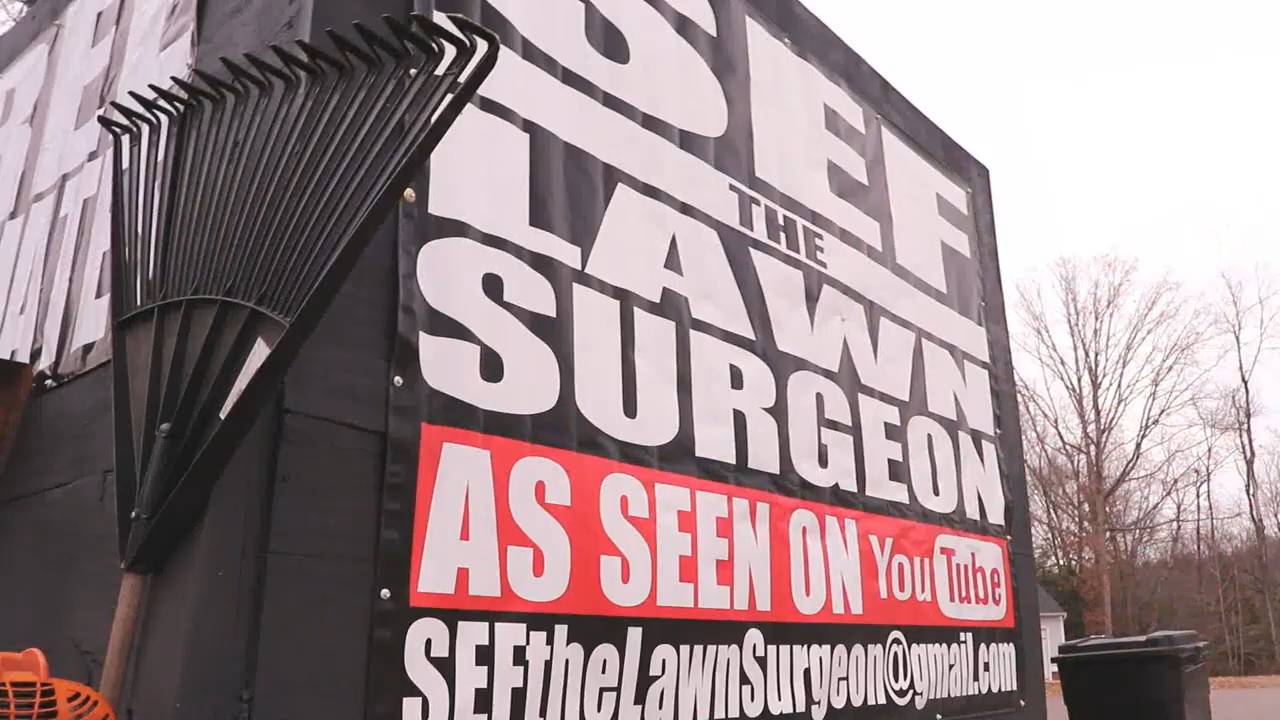 SEF
THE
LAWN
SURGEON
AS SEEN ON YouTube
SEFtheLawnSurgeon@gmail.com